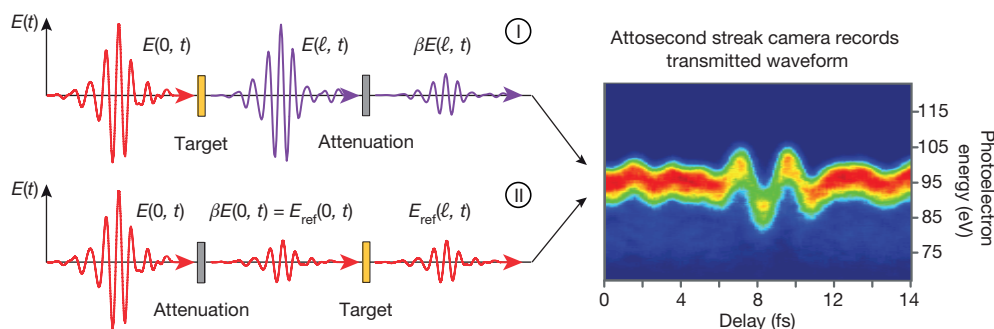 E(t)
E(0, t)
E(ℓ, t)
βE(ℓ, t)
I
Target
Attenuation
E(t)
E(0, t)
βE(0, t) = E_ref(0, t)
E_ref(ℓ, t)
II
Attenuation
Target
Attosecond streak camera records
transmitted waveform
115
105
95
85
75
Photoelectron
energy (eV)
0
4
8
12
14
Delay (fs)